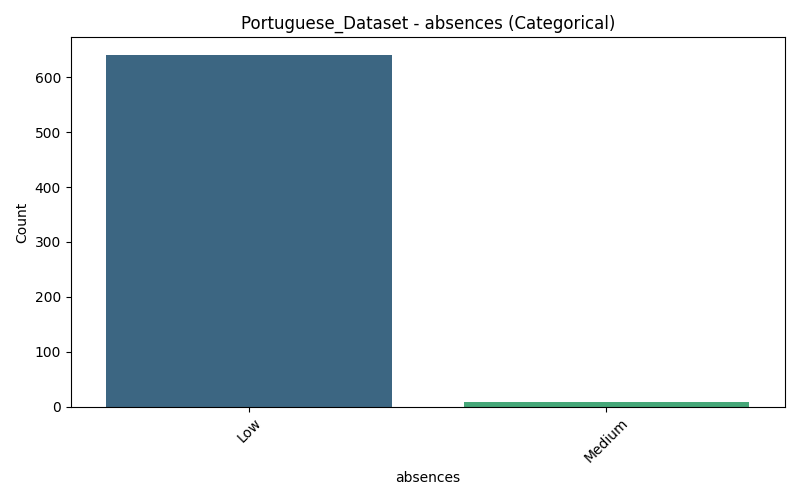 Portuguese_Dataset - absences (Categorical)
600
500
400
300
200
100
0
Count
Low
Medium
absences